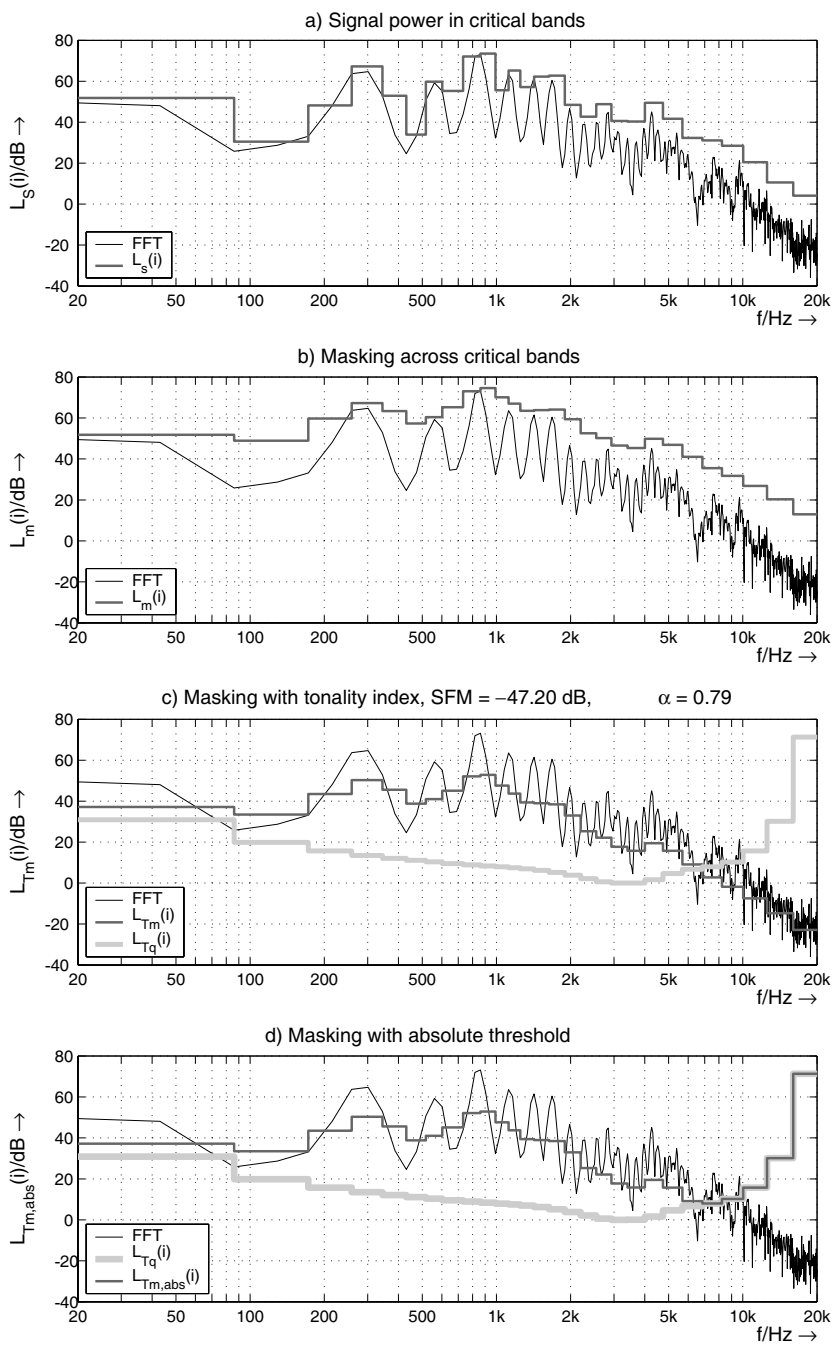 a) Signal power in critical bands
80
60
40
20
0
−20
−40
L_S(i)/dB →
FFT
L_s(i)
20 50 100 200 500 1k 2k 5k 10k 20k
f/Hz →
b) Masking across critical bands
80
60
40
20
0
−20
−40
L_m(i)/dB →
FFT
L_m(i)
20 50 100 200 500 1k 2k 5k 10k 20k
f/Hz →
c) Masking with tonality index, SFM = −47.20 dB, α = 0.79
80
60
40
20
0
−20
−40
L_Tm(i)/dB →
FFT
L_Tm(i)
L_Tq(i)
20 50 100 200 500 1k 2k 5k 10k 20k
f/Hz →
d) Masking with absolute threshold
80
60
40
20
0
−20
−40
L_Tm,abs(i)/dB →
FFT
L_Tq(i)
L_Tm,abs(i)
20 50 100 200 500 1k 2k 5k 10k 20k
f/Hz →